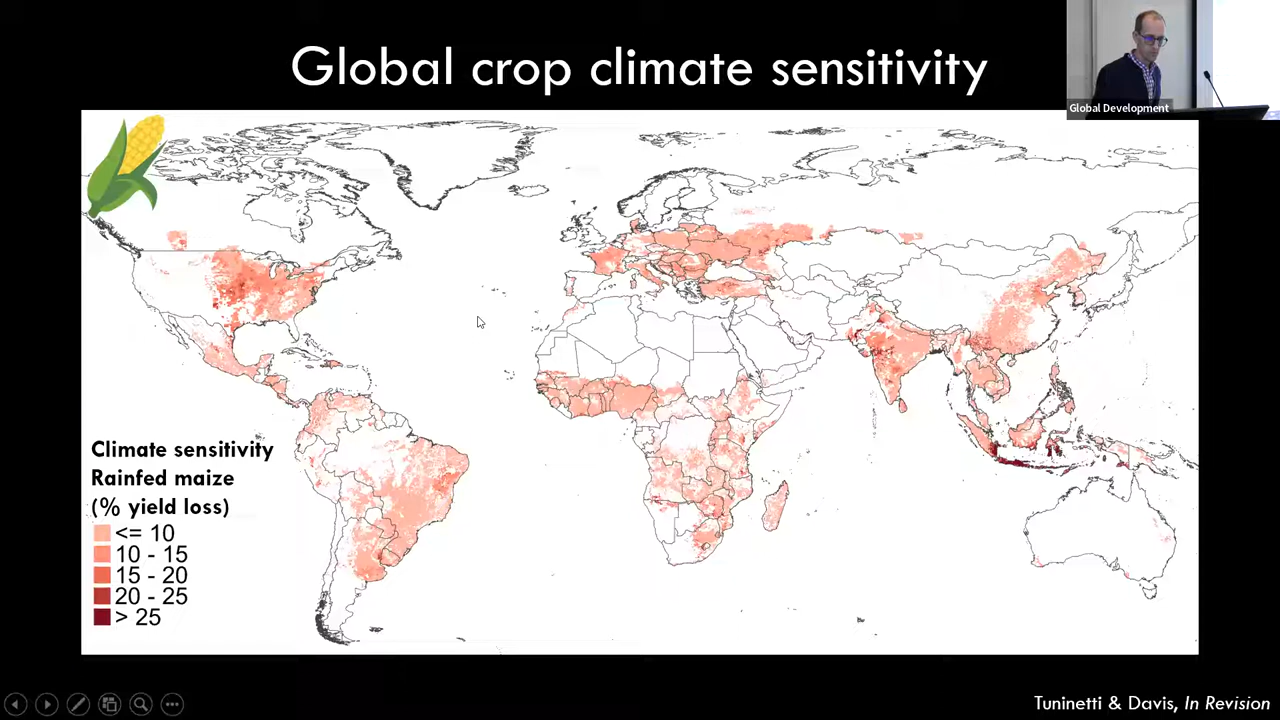 Global crop climate sensitivity
Global Development
Climate sensitivity
Rainfed maize
(% yield loss)
<= 10
10 - 15
15 - 20
20 - 25
> 25
Tuninetti & Davis, In Revision